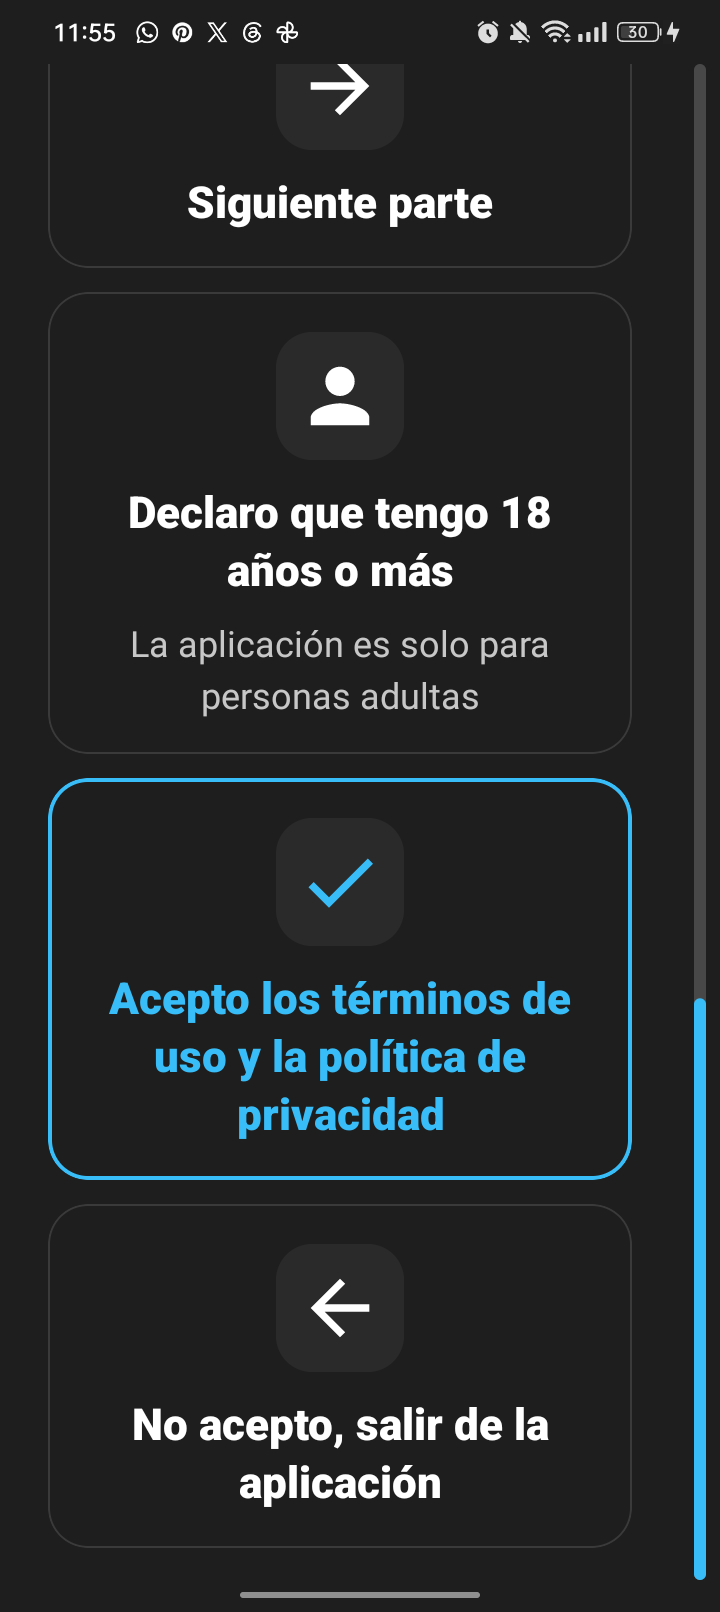 11:55
30
Siguiente parte
Declaro que tengo 18
años o más
La aplicación es solo para
personas adultas
Acepto los términos de
uso y la política de
privacidad
No acepto, salir de la
aplicación